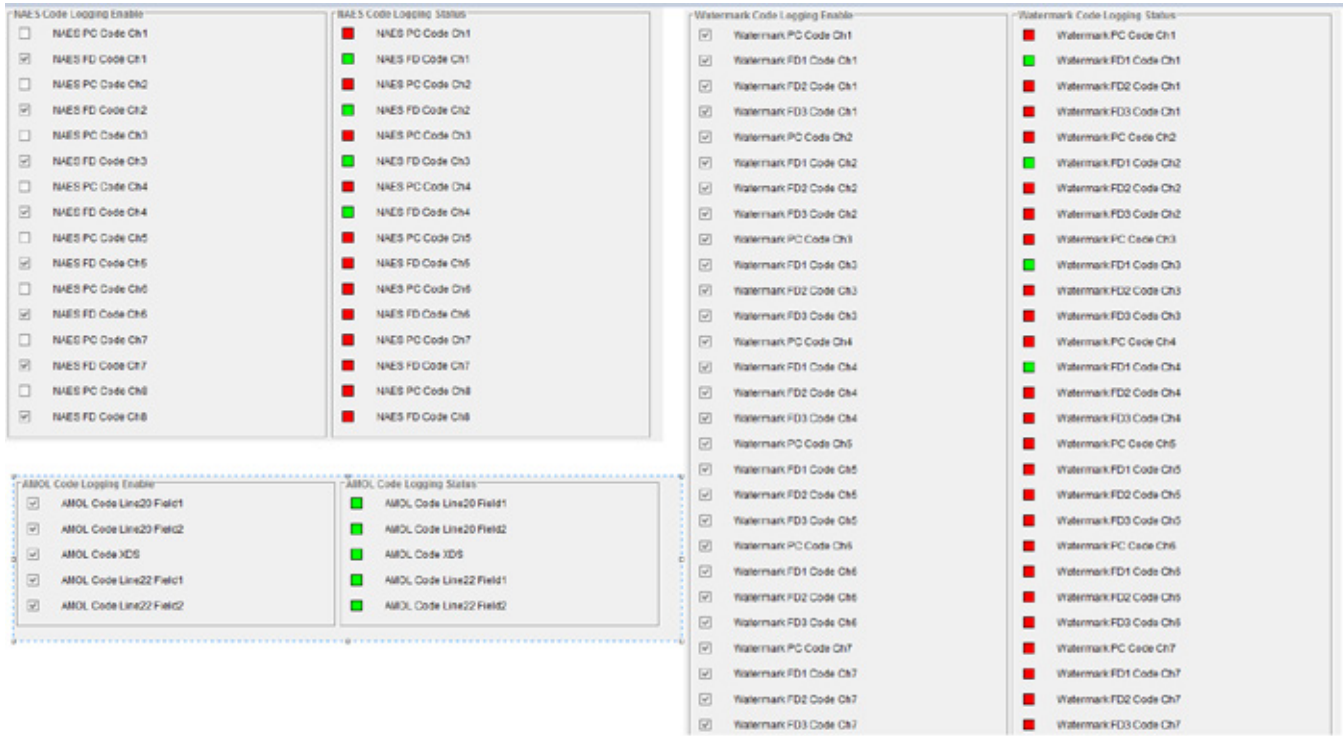 NAES Code Logging Enable
NAES PC Code Ch1
NAES FD Code Ch1
NAES PC Code Ch2
NAES FD Code Ch2
NAES PC Code Ch3
NAES FD Code Ch3
NAES PC Code Ch4
NAES FD Code Ch4
NAES PC Code Ch5
NAES FD Code Ch5
NAES PC Code Ch6
NAES FD Code Ch6
NAES PC Code Ch7
NAES FD Code Ch7
NAES PC Code Ch8
NAES FD Code Ch8
NAES Code Logging Status
NAES PC Code Ch1
NAES FD Code Ch1
NAES PC Code Ch2
NAES FD Code Ch2
NAES PC Code Ch3
NAES FD Code Ch3
NAES PC Code Ch4
NAES FD Code Ch4
NAES PC Code Ch5
NAES FD Code Ch5
NAES PC Code Ch6
NAES FD Code Ch6
NAES PC Code Ch7
NAES FD Code Ch7
NAES PC Code Ch8
NAES FD Code Ch8
AMOL Code Logging Enable
AMOL Code Line20 Field1
AMOL Code Line20 Field2
AMOL Code XDS
AMOL Code Line22 Field1
AMOL Code Line22 Field2
AMOL Code Logging Status
AMOL Code Line20 Field1
AMOL Code Line20 Field2
AMOL Code XDS
AMOL Code Line22 Field1
AMOL Code Line22 Field2
Watermark Code Logging Enable
Watermark PC Code Ch1
Watermark FD1 Code Ch1
Watermark FD2 Code Ch1
Watermark FD3 Code Ch1
Watermark PC Code Ch2
Watermark FD1 Code Ch2
Watermark FD2 Code Ch2
Watermark FD3 Code Ch2
Watermark PC Code Ch3
Watermark FD1 Code Ch3
Watermark FD2 Code Ch3
Watermark FD3 Code Ch3
Watermark PC Code Ch4
Watermark FD1 Code Ch4
Watermark FD2 Code Ch4
Watermark FD3 Code Ch4
Watermark PC Code Ch5
Watermark FD1 Code Ch5
Watermark FD2 Code Ch5
Watermark FD3 Code Ch5
Watermark PC Code Ch6
Watermark FD1 Code Ch6
Watermark FD2 Code Ch6
Watermark FD3 Code Ch6
Watermark PC Code Ch7
Watermark FD1 Code Ch7
Watermark FD2 Code Ch7
Watermark FD3 Code Ch7
Watermark Code Logging Status
Watermark PC Code Ch1
Watermark FD1 Code Ch1
Watermark FD2 Code Ch1
Watermark FD3 Code Ch1
Watermark PC Code Ch2
Watermark FD1 Code Ch2
Watermark FD2 Code Ch2
Watermark FD3 Code Ch2
Watermark PC Code Ch3
Watermark FD1 Code Ch3
Watermark FD2 Code Ch3
Watermark FD3 Code Ch3
Watermark PC Code Ch4
Watermark FD1 Code Ch4
Watermark FD2 Code Ch4
Watermark FD3 Code Ch4
Watermark PC Code Ch5
Watermark FD1 Code Ch5
Watermark FD2 Code Ch5
Watermark FD3 Code Ch5
Watermark PC Code Ch6
Watermark FD1 Code Ch6
Watermark FD2 Code Ch6
Watermark FD3 Code Ch6
Watermark PC Code Ch7
Watermark FD1 Code Ch7
Watermark FD2 Code Ch7
Watermark FD3 Code Ch7